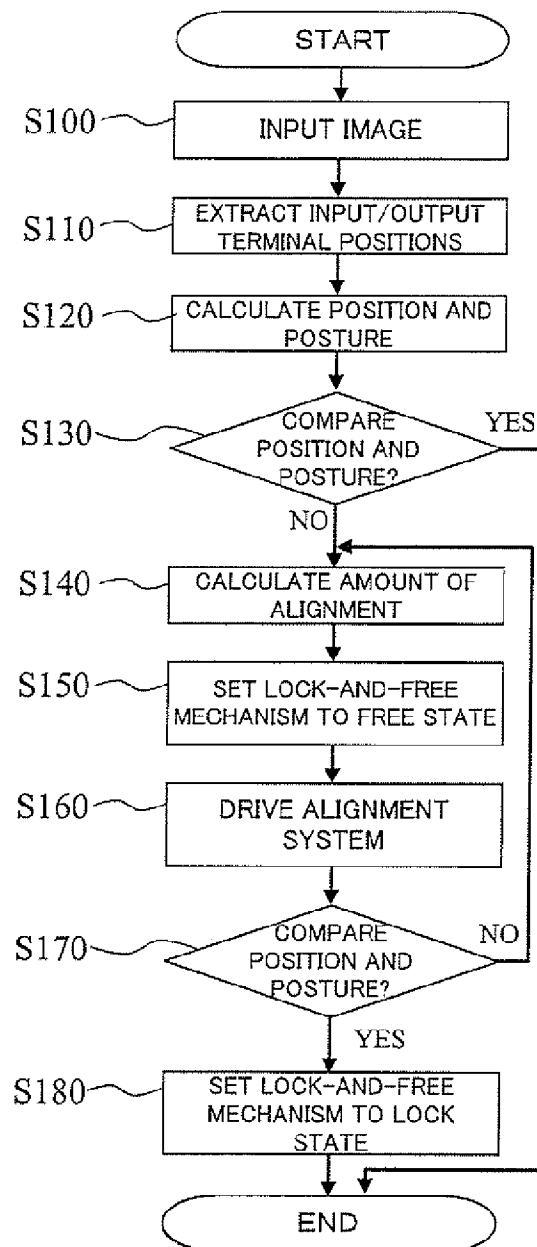 START
S100
INPUT IMAGE
S110
EXTRACT INPUT/OUTPUT
TERMINAL POSITIONS
S120
CALCULATE POSITION AND
POSTURE
S130
COMPARE
POSITION AND
POSTURE?
YES
NO
S140
CALCULATE AMOUNT OF
ALIGNMENT
S150
SET LOCK-AND-FREE
MECHANISM TO FREE STATE
S160
DRIVE ALIGNMENT
SYSTEM
S170
COMPARE
POSITION AND
POSTURE?
NO
YES
S180
SET LOCK-AND-FREE
MECHANISM TO LOCK
STATE
END